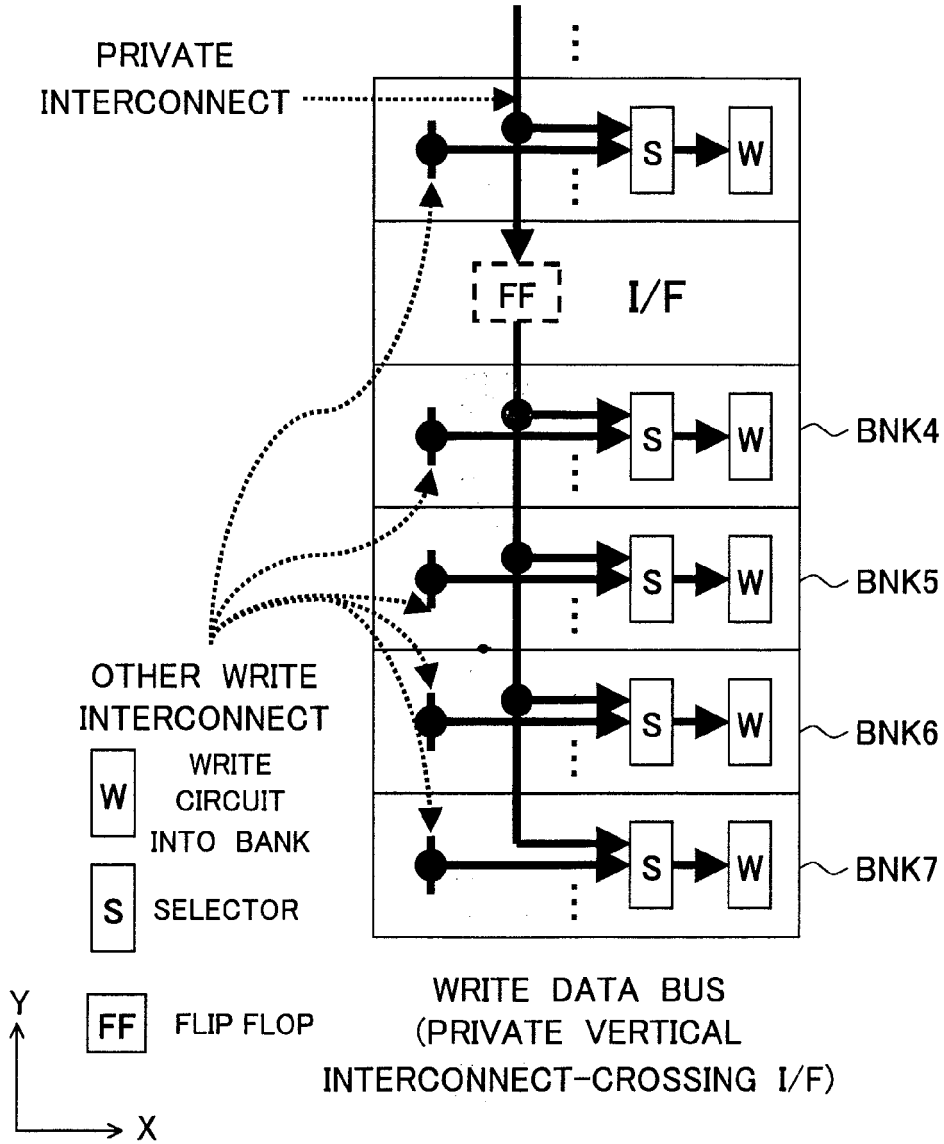 PRIVATE
INTERCONNECT
S W
FF I/F
S W BNK4
S W BNK5
OTHER WRITE
INTERCONNECT
S W BNK6
W WRITE
CIRCUIT
INTO BANK
S W BNK7
S SELECTOR
FF FLIP FLOP
WRITE DATA BUS
(PRIVATE VERTICAL
INTERCONNECT-CROSSING I/F)
Y
X